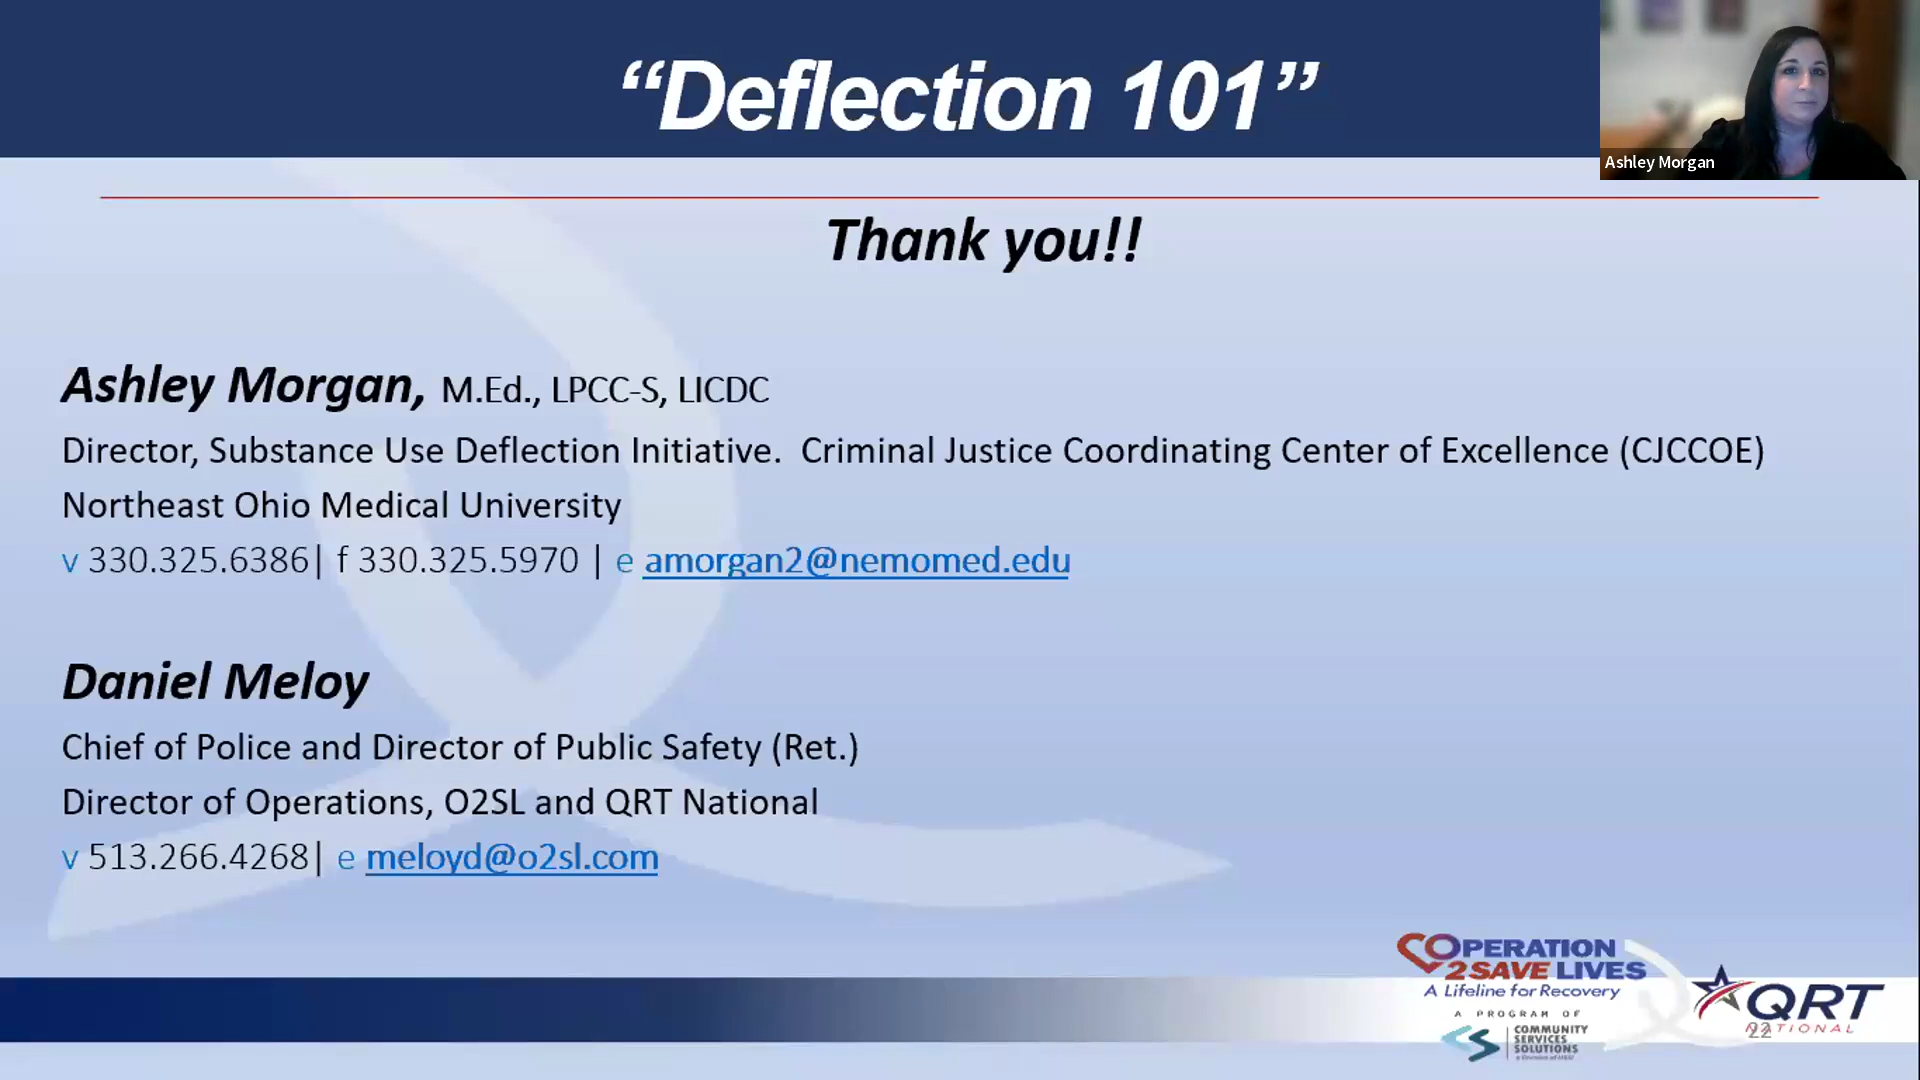 “Deflection 101”
Ashley Morgan
Thank you!!
Ashley Morgan, M.Ed., LPCC-S, LICDC
Director, Substance Use Deflection Initiative. Criminal Justice Coordinating Center of Excellence (CJCCOE)
Northeast Ohio Medical University
v 330.325.6386| f 330.325.5970 | e amorgan2@nemomed.edu
Daniel Meloy
Chief of Police and Director of Public Safety (Ret.)
Director of Operations, O2SL and QRT National
v 513.266.4268| e meloyd@o2sl.com
OPERATION
2SAVE LIVES
A Lifeline for Recovery
A PROGRAM OF
COMMUNITY
SERVICES
SOLUTIONS
QRT
NATIONAL
22